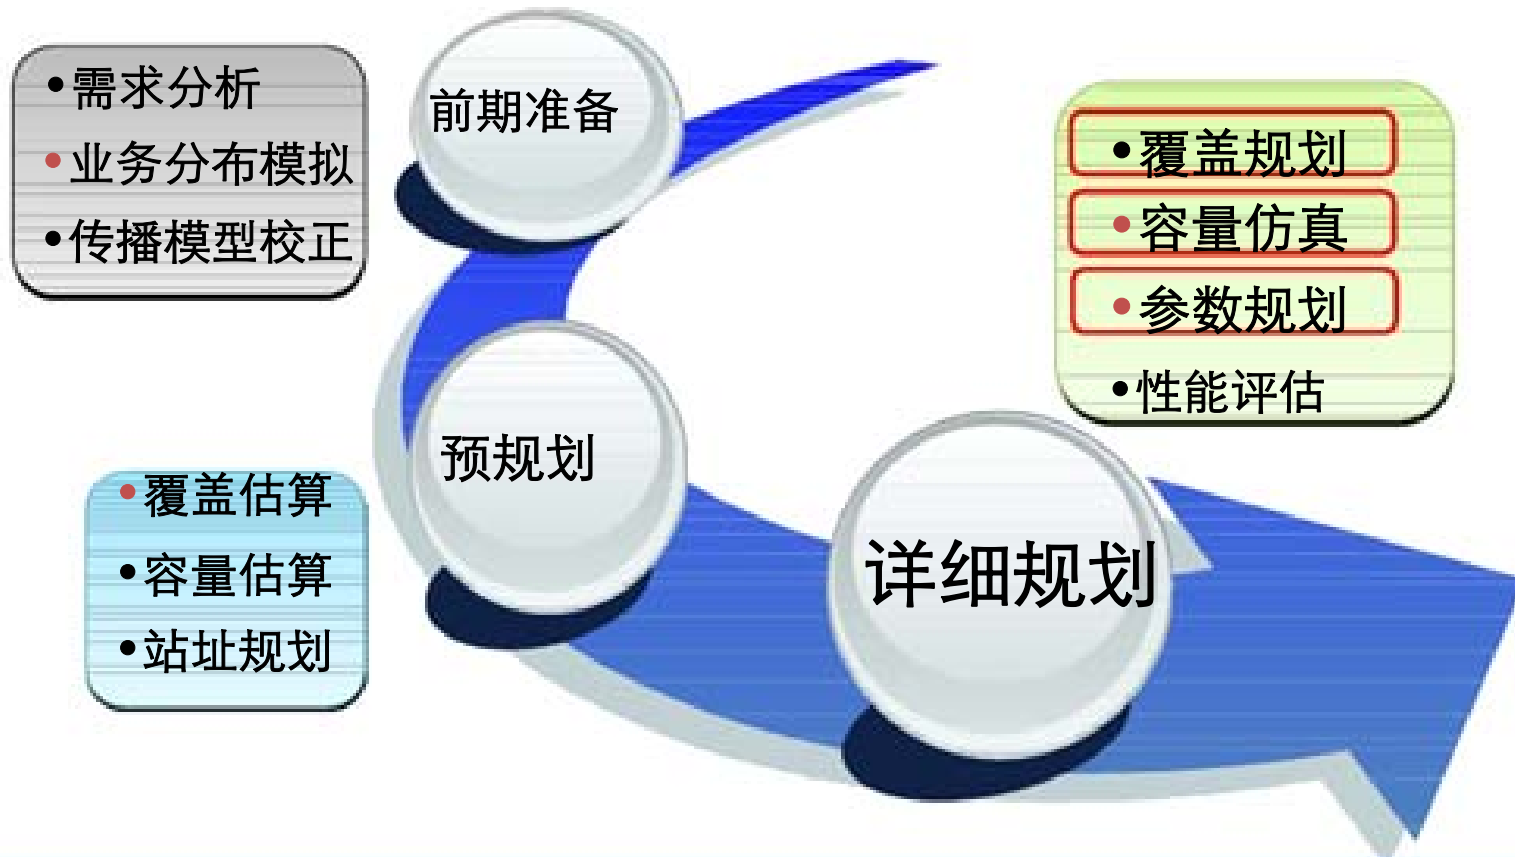 前期准备
•需求分析
•业务分布模拟
•传播模型校正
预规划
•覆盖估算
•容量估算
•站址规划
详细规划
•覆盖规划
•容量仿真
•参数规划
•性能评估